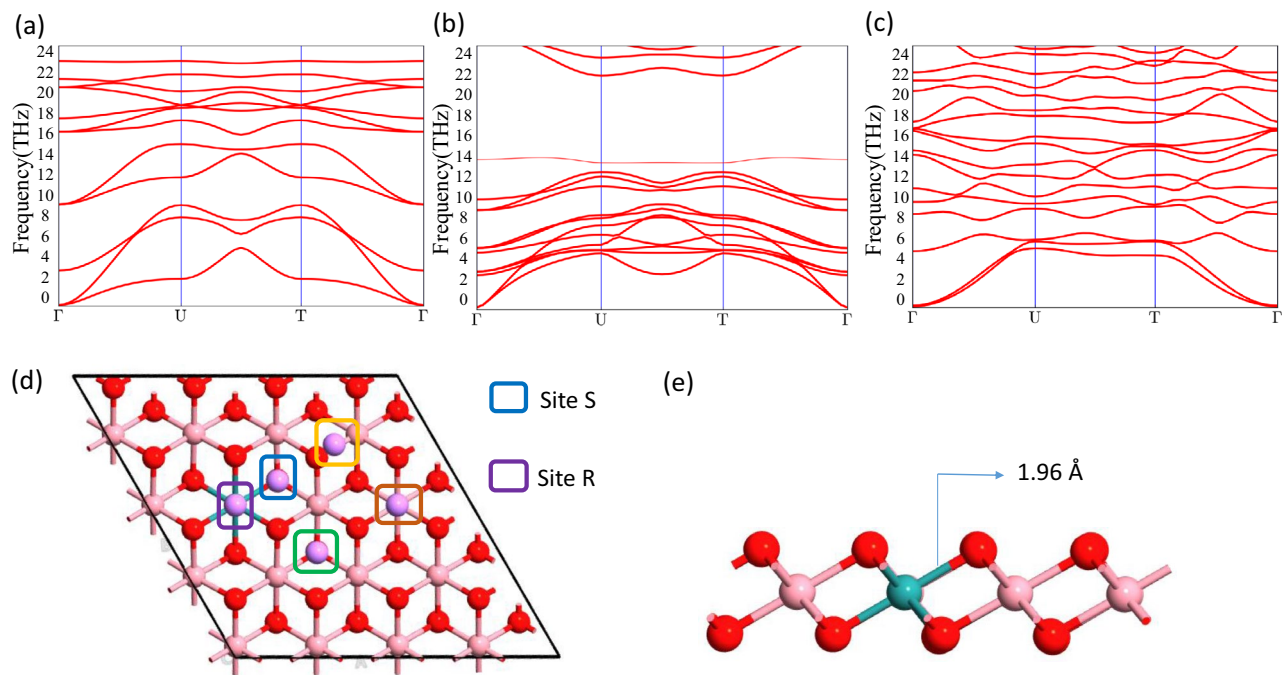 (a)
(b)
(c)
24
22
20
18
16
14
12
10
8
6
4
2
0
Frequency(THz)
Γ U T Γ
24
22
20
18
16
14
12
10
8
6
4
2
0
Frequency(THz)
Γ U T Γ
24
22
20
18
16
14
12
10
8
6
4
2
0
Frequency(THz)
Γ U T Γ
(d)
Site S
Site R
(e)
1.96 Å